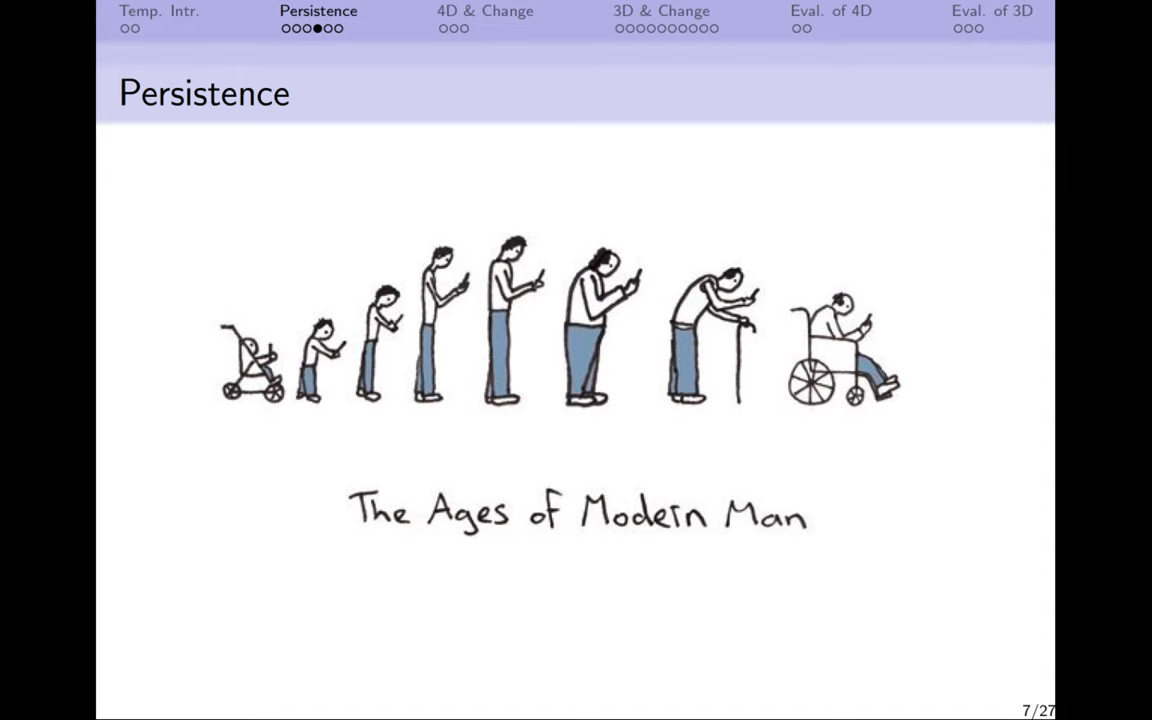 Temp. Intr. Persistence 4D & Change 3D & Change Eval. of 4D Eval. of 3D
Persistence
The Ages of Modern Man
7/27